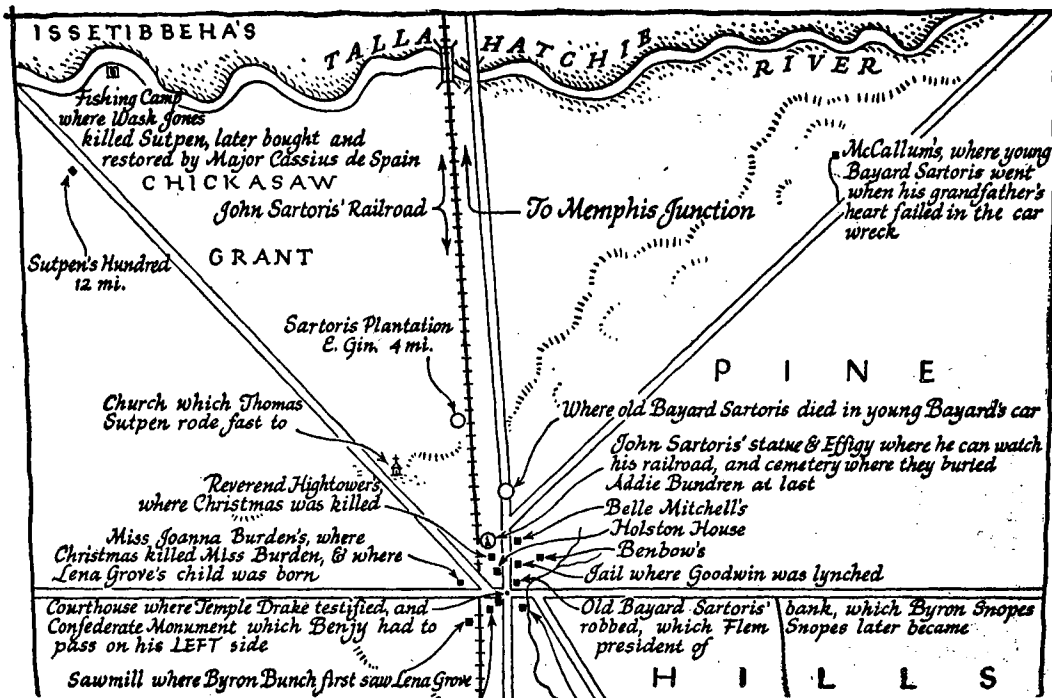 ISSETIBBEHA'S
TALLAHATCHIE RIVER
Fishing Camp
where Wash Jones
killed Sutpen, later bought and
restored by Major Cassius de Spain
CHICKASAW
John Sartoris' Railroad
To Memphis Junction
McCallum's, where young
Bayard Sartoris went
when his grandfather's
heart failed in the car
wreck
GRANT
Sutpen's Hundred
12 mi.
Sartoris Plantation
E. Gin. 4 mi.
PINE
Church which Thomas
Sutpen rode fast to
Where old Bayard Sartoris died in young Bayard's car
John Sartoris' statue & Effigy where he can watch
his railroad, and cemetery where they buried
Addie Bundren at last
Reverend Hightower's,
where Christmas was killed
Belle Mitchell's
Holston House
Benbow's
Jail where Goodwin was lynched
Miss Joanna Burden's, where
Christmas killed Miss Burden, & where
Lena Grove's child was born
Courthouse where Temple Drake testified, and
Confederate Monument which Benjy had to
pass on his LEFT side
Old Bayard Sartoris' bank, which Byron Snopes
robbed, which Flem Snopes later became
president of
Sawmill where Byron Bunch first saw Lena Grove
HILLS